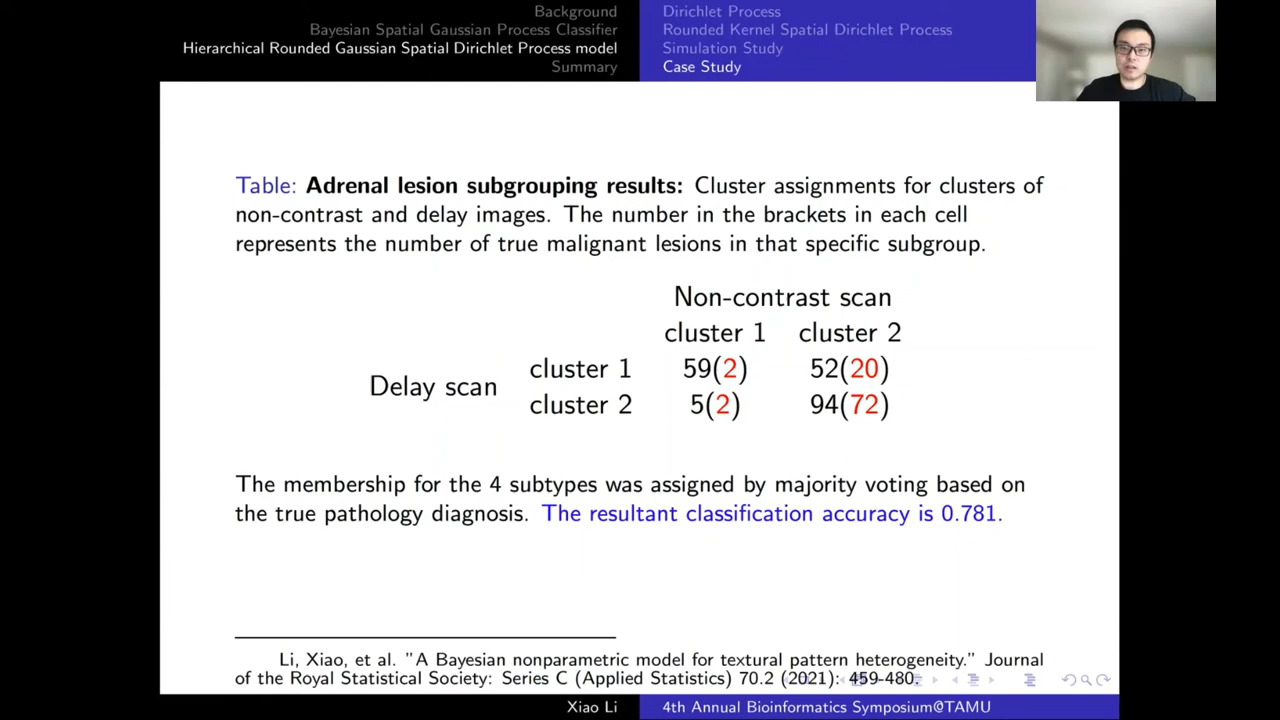 Background
Bayesian Spatial Gaussian Process Classifier
Hierarchical Rounded Gaussian Spatial Dirichlet Process model
Summary
Dirichlet Process
Rounded Kernel Spatial Dirichlet Process
Simulation Study
Case Study
Table: Adrenal lesion subgrouping results: Cluster assignments for clusters of
non-contrast and delay images. The number in the brackets in each cell
represents the number of true malignant lesions in that specific subgroup.
Non-contrast scan
cluster 1 cluster 2
Delay scan
cluster 1 59(2) 52(20)
cluster 2 5(2) 94(72)
The membership for the 4 subtypes was assigned by majority voting based on
the true pathology diagnosis. The resultant classification accuracy is 0.781.
Li, Xiao, et al. "A Bayesian nonparametric model for textural pattern heterogeneity." Journal
of the Royal Statistical Society: Series C (Applied Statistics) 70.2 (2021): 459-480.
Xiao Li
4th Annual Bioinformatics Symposium@TAMU